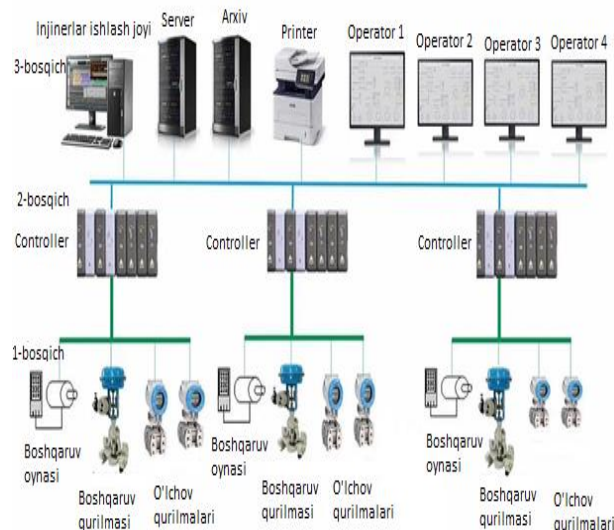 Injinerlar ishlash joyi
Server
Arxiv
Printer
Operator 1
Operator 2
Operator 3
Operator 4
3-bosqich
2-bosqich
Controller
Controller
Controller
1-bosqich
Boshqaruv
oynasi
Boshqaruv
qurilmasi
O'lchov
qurilmalari
Boshqaruv
oynasi
Boshqaruv
qurilmasi
O'lchov
qurilmalari
Boshqaruv
oynasi
Boshqaruv
qurilmasi
O'lchov
qurilmalari